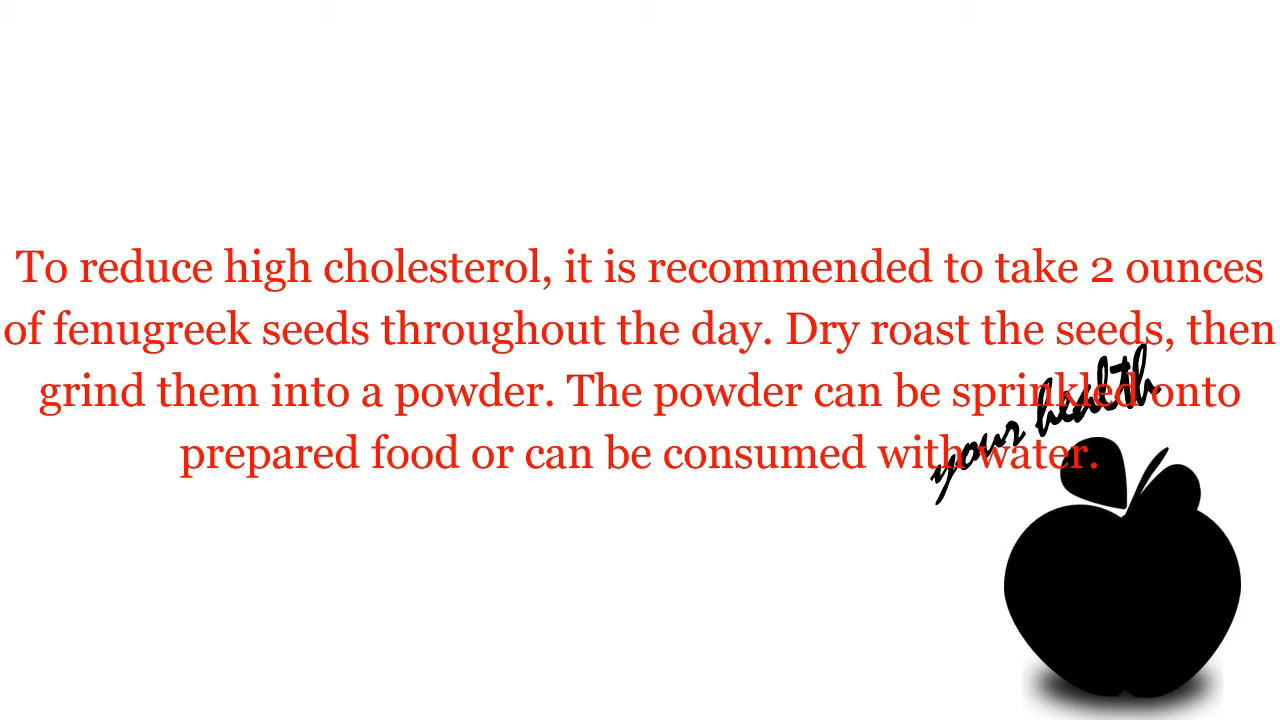 To reduce high cholesterol, it is recommended to take 2 ounces
of fenugreek seeds throughout the day. Dry roast the seeds, then
grind them into a powder. The powder can be sprinkled onto
prepared food or can be consumed with water.
your health